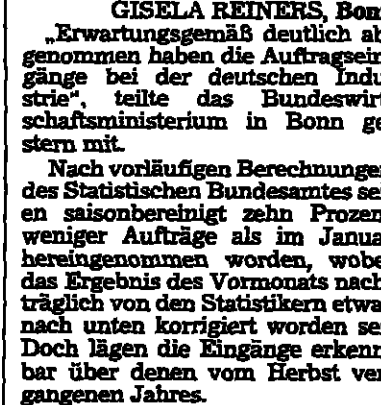 GISELA REINERS, Bon
„Erwartungsgemäß deutlich ab
genommen haben die Auftragsein
gänge bei der deutschen Indu
strie“, teilte das Bundeswirt
schaftsministerium in Bonn ge
stern mit.
Nach vorläufigen Berechnunge
des Statistischen Bundesamtes sei
en saisonbereinigt zehn Prozen
weniger Aufträge als im Janua
hereingenommen worden, wobe
das Ergebnis des Vormonats nach
träglich von den Statistikern etwa
nach unten korrigiert worden se
Doch lägen die Eingänge erkenn
bar über denen vom Herbst ver
gangenen Jahres.